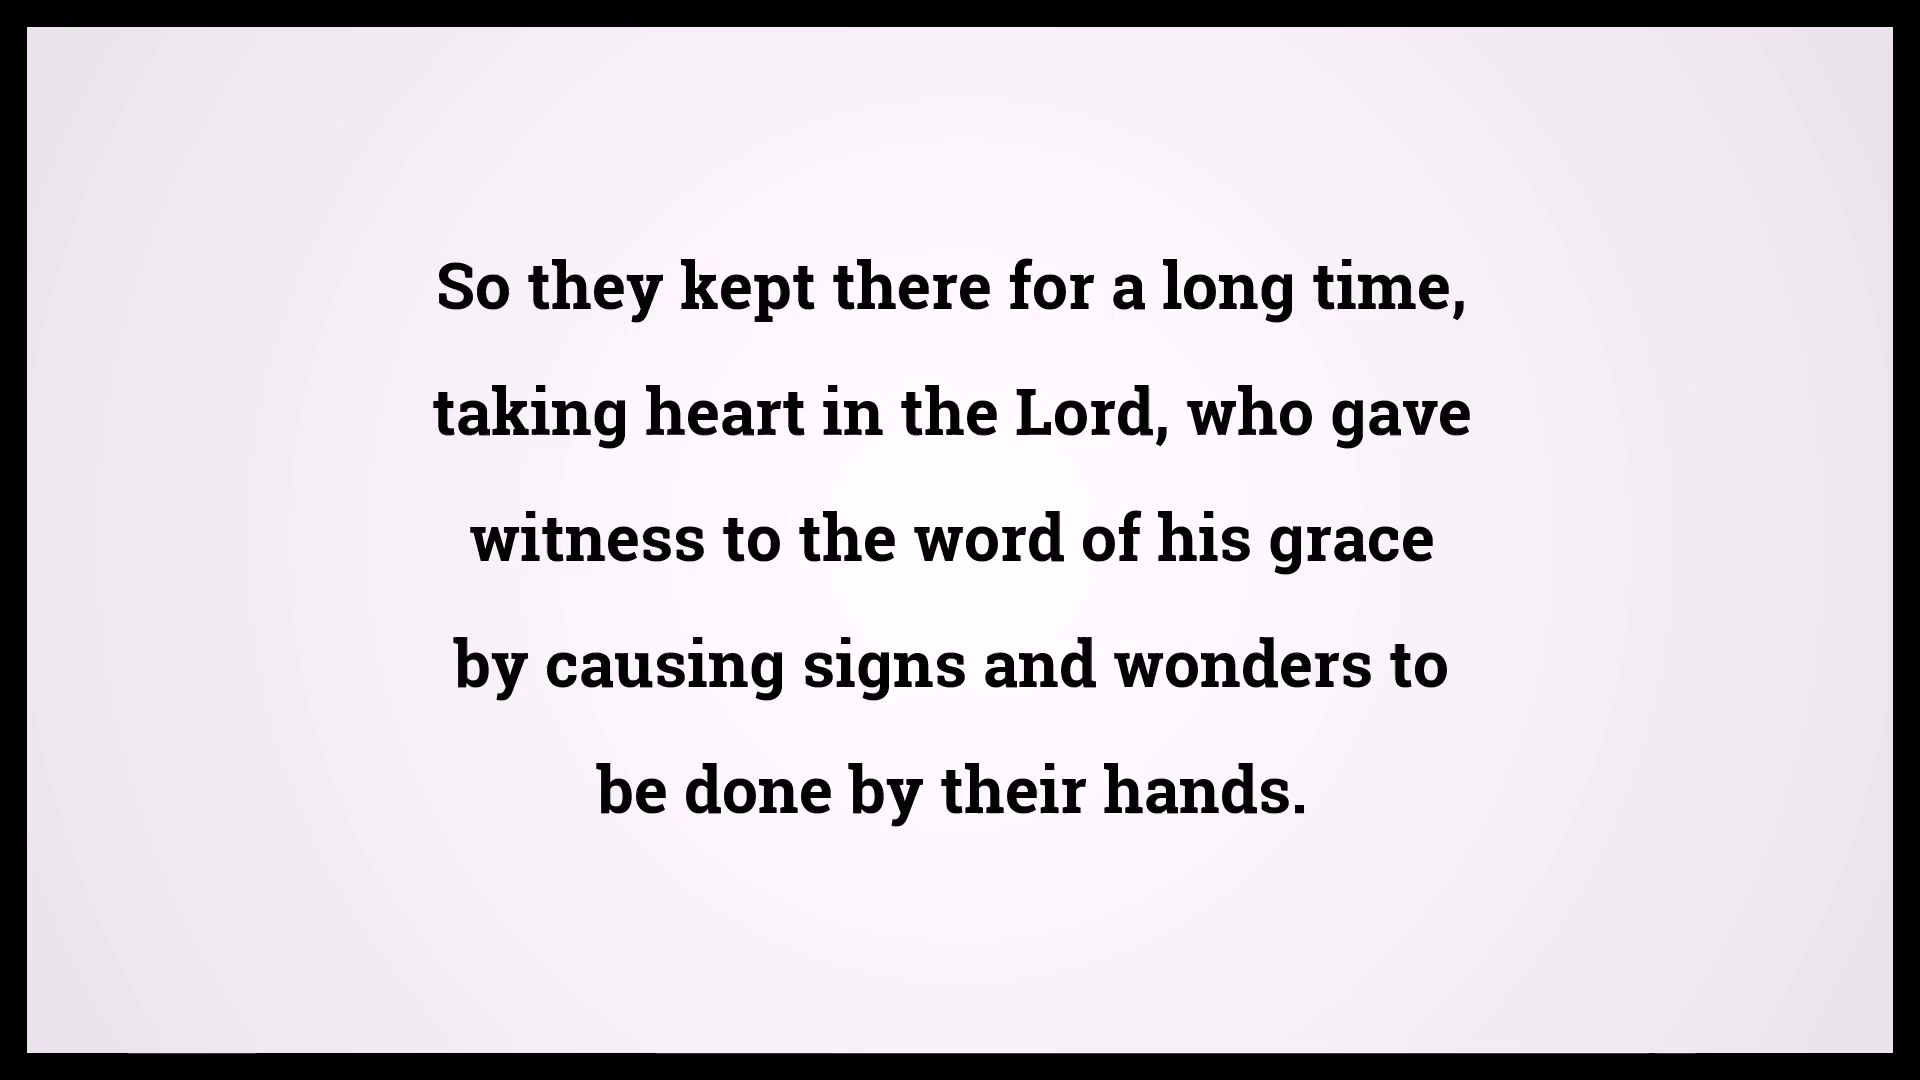 So they kept there for a long time,
taking heart in the Lord, who gave
witness to the word of his grace
by causing signs and wonders to
be done by their hands.